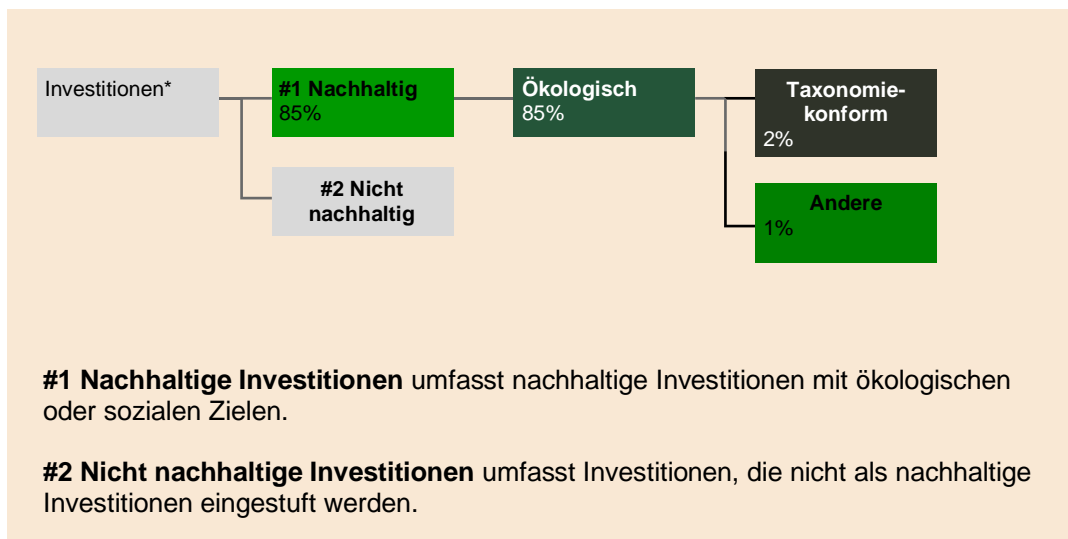 Investitionen*
#1 Nachhaltig
85%
Ökologisch
85%
Taxonomie-
konform
2%
#2 Nicht
nachhaltig
Andere
1%
#1 Nachhaltige Investitionen umfasst nachhaltige Investitionen mit ökologischen
oder sozialen Zielen.
#2 Nicht nachhaltige Investitionen umfasst Investitionen, die nicht als nachhaltige
Investitionen eingestuft werden.